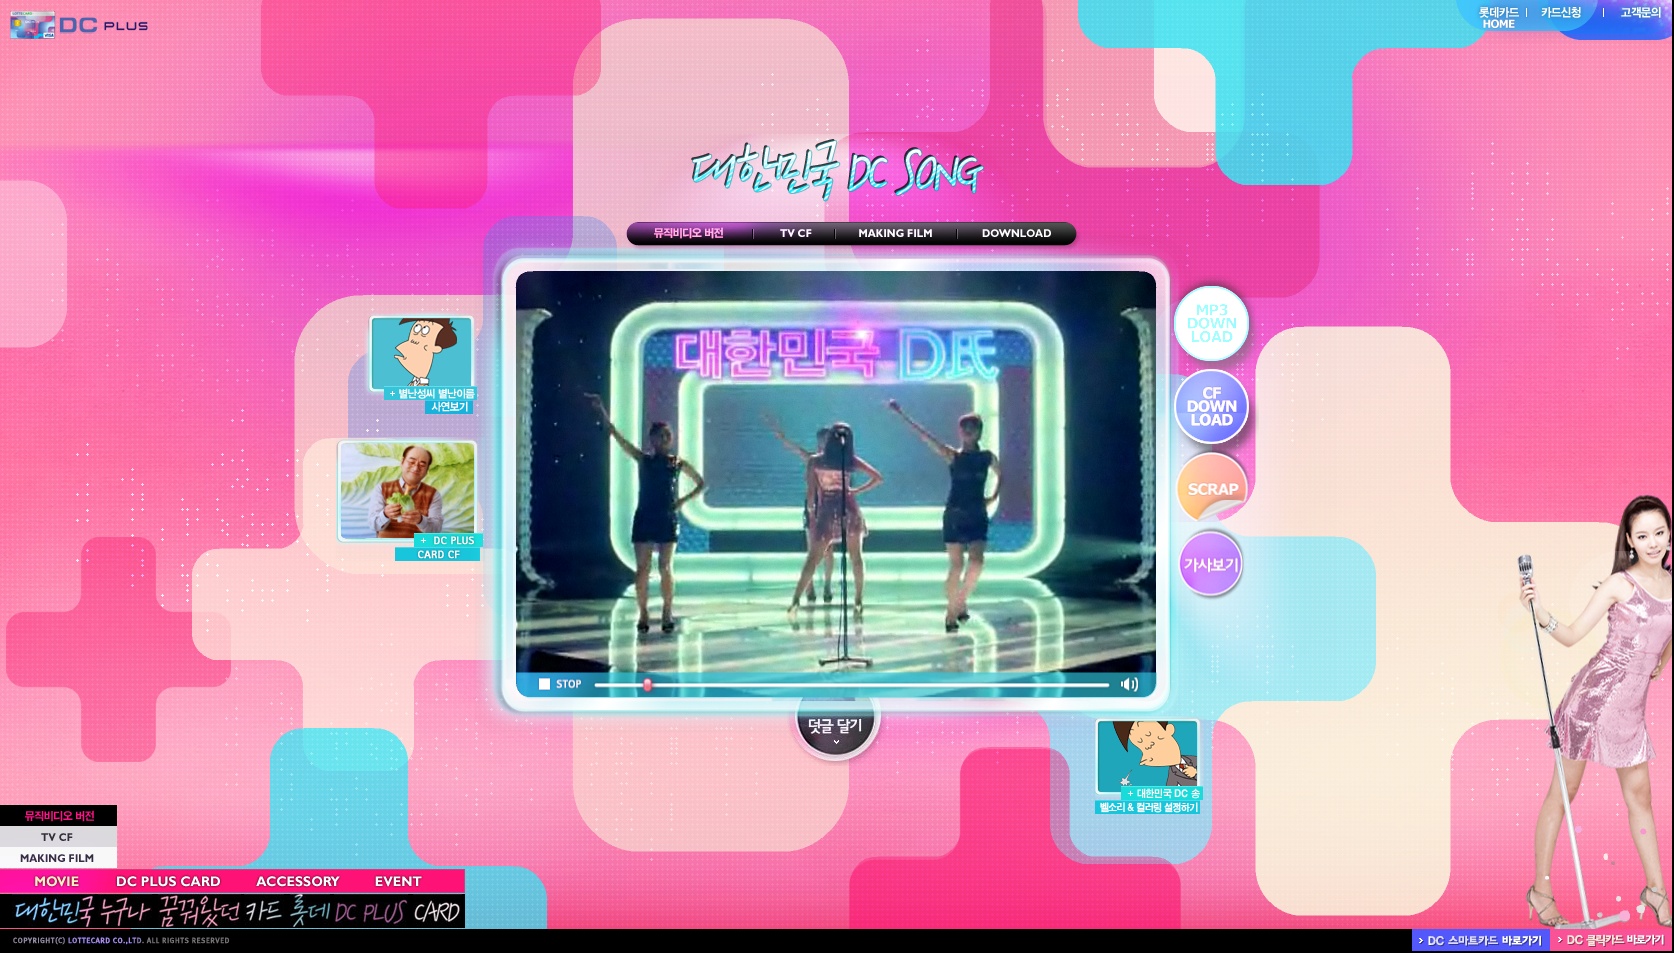 DC PLUS
롯데카드 HOME
카드신청
고객문의
대한민국 DC SONG
뮤직비디오 버전
TV CF
MAKING FILM
DOWNLOAD
대한민국 DC
MP3
DOWN
LOAD
CF
DOWN
LOAD
SCRAP
가사보기
+ 별난성씨 별난이름
사연보기
+ DC PLUS
CARD CF
STOP
덧글 달기
+ 대한민국 DC 송
벨소리 & 컬러링 설정하기
뮤직비디오 버전
TV CF
MAKING FILM
MOVIE
DC PLUS CARD
ACCESSORY
EVENT
대한민국 누구나 꿈꿔왔던 카드 롯데 DC PLUS CARD
COPYRIGHT(C) LOTTECARD CO.,LTD. ALL RIGHTS RESERVED
> DC 스마트카드 바로가기
> DC 클릭카드 바로가기